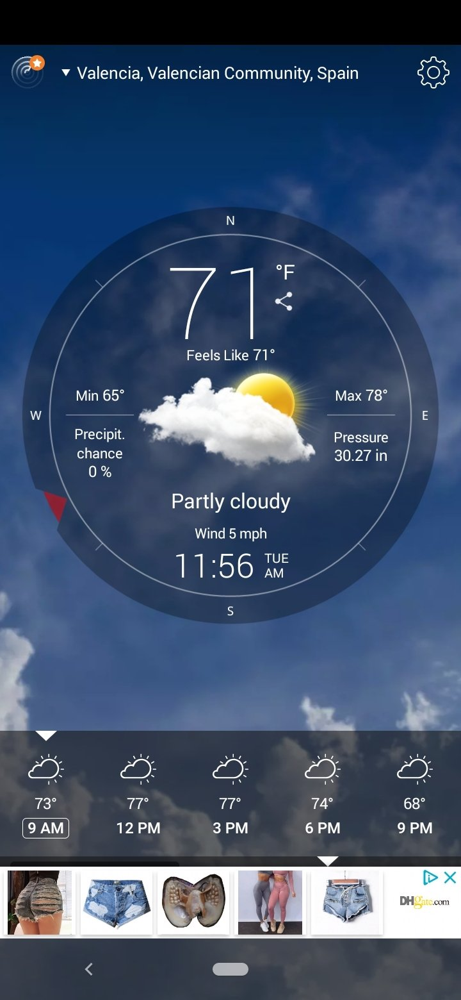 Valencia, Valencian Community, Spain
N
71 °F
Feels Like 71°
Min 65°
Max 78°
W
E
Precipit.
chance
0 %
Pressure
30.27 in
Partly cloudy
Wind 5 mph
11:56 TUE
AM
S
73° 77° 77° 74° 68°
9 AM 12 PM 3 PM 6 PM 9 PM
DHgate.com